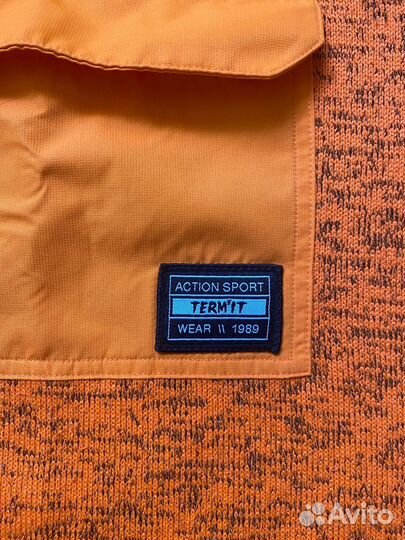 ACTION SPORT
TERM"IT
WEAR \\ 1989
Avito